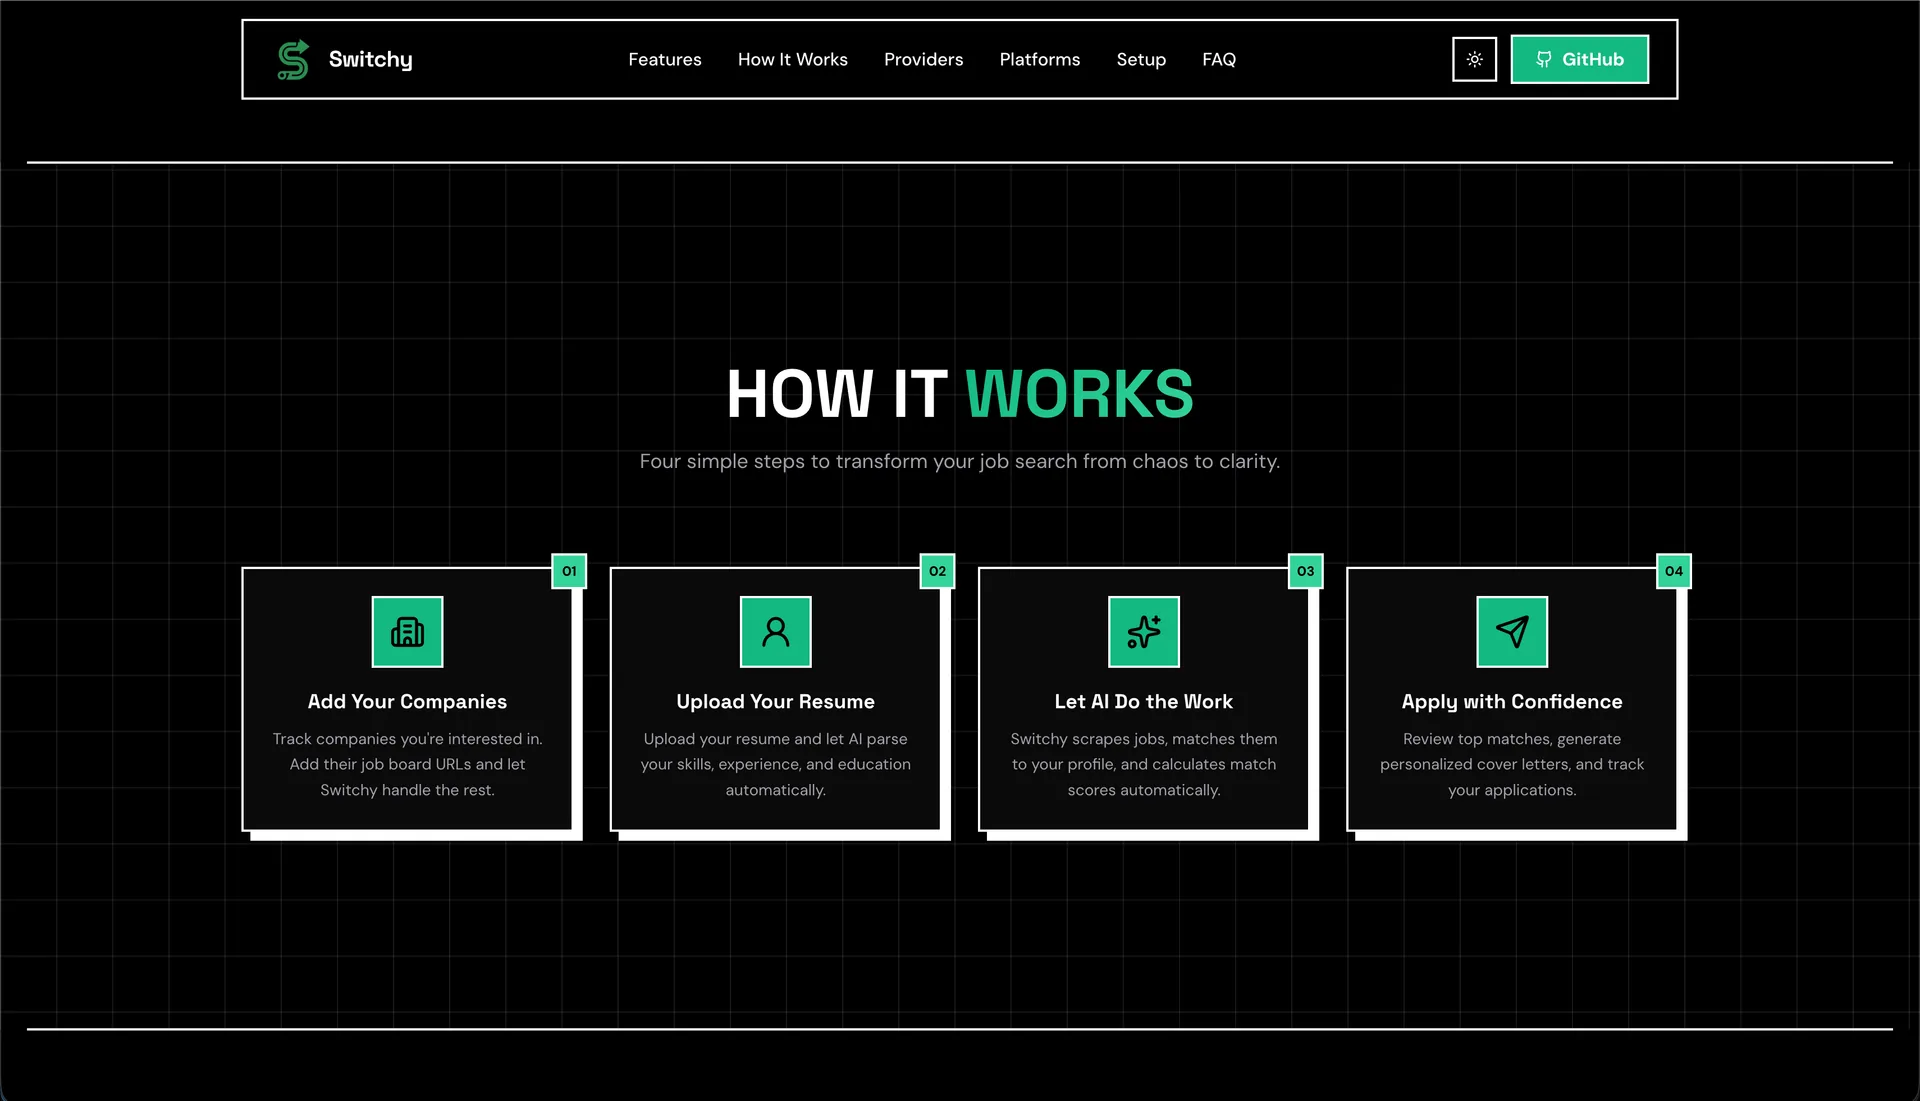 Switchy
Features
How It Works
Providers
Platforms
Setup
FAQ
GitHub
HOW IT WORKS
Four simple steps to transform your job search from chaos to clarity.
01
Add Your Companies
Track companies you're interested in.
Add their job board URLs and let
Switchy handle the rest.
02
Upload Your Resume
Upload your resume and let AI parse
your skills, experience, and education
automatically.
03
Let AI Do the Work
Switchy scrapes jobs, matches them
to your profile, and calculates match
scores automatically.
04
Apply with Confidence
Review top matches, generate
personalized cover letters, and track
your applications.